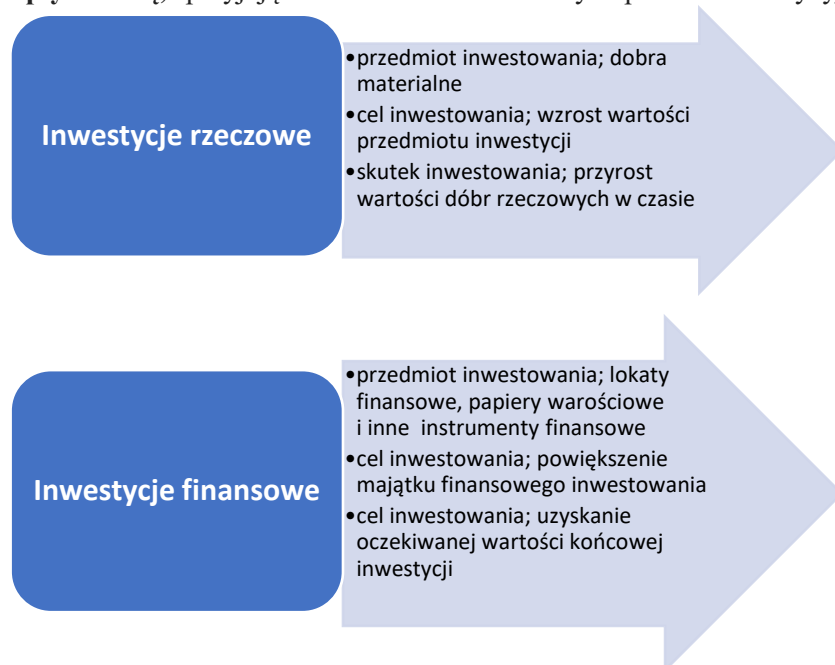 Inwestycje rzeczowe
•przedmiot inwestowania; dobra
materialne
•cel inwestowania; wzrost wartości
przedmiotu inwestycji
•skutek inwestowania; przyrost
wartości dóbr rzeczowych w czasie
Inwestycje finansowe
•przedmiot inwestowania; lokaty
finansowe, papiery warościowe
i inne instrumenty finansowe
•cel inwestowania; powiększenie
majątku finansowego inwestowania
•cel inwestowania; uzyskanie
oczekiwanej wartości końcowej
inwestycji